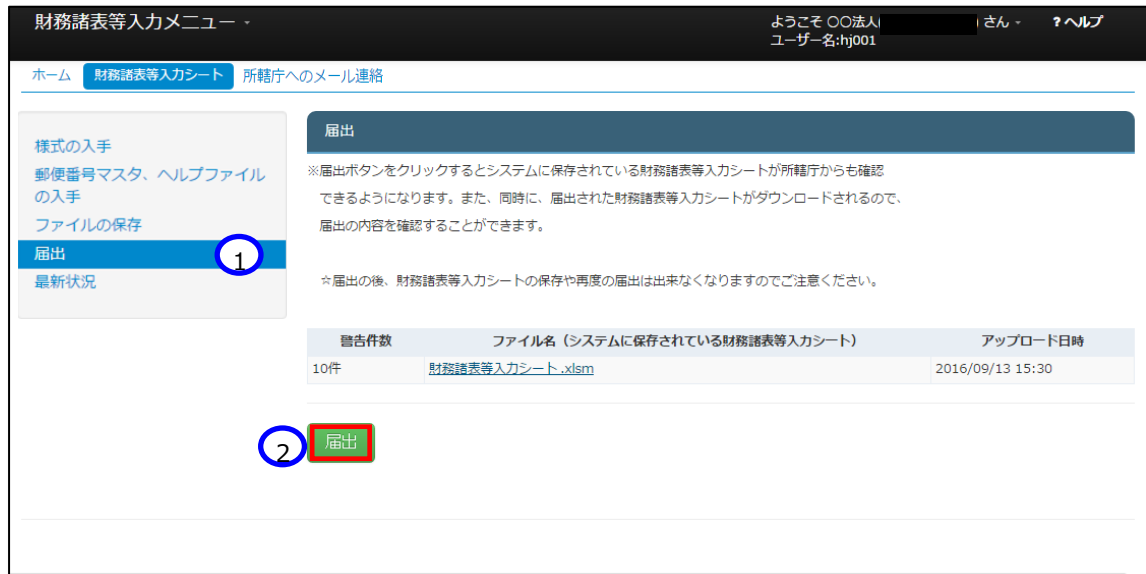 財務諸表等入力メニュー
ようこそ 〇〇法人( ) さん
?ヘルプ
ユーザー名:hj001
ホーム 財務諸表等入力シート 所轄庁へのメール連絡
様式の入手
郵便番号マスタ、ヘルプファイル
の入手
ファイルの保存
届出
1
最新状況
届出
※届出ボタンをクリックするとシステムに保存されている財務諸表等入力シートが所轄庁からも確認
できるようになります。また、同時に、届出された財務諸表等入力シートがダウンロードされるので、
届出の内容を確認することができます。
☆届出の後、財務諸表等入力シートの保存や再度の届出は出来なくなりますのでご注意ください。
警告件数 ファイル名（システムに保存されている財務諸表等入力シート） アップロード日時
10件 財務諸表等入力シート.xlsm 2016/09/13 15:30
2
届出